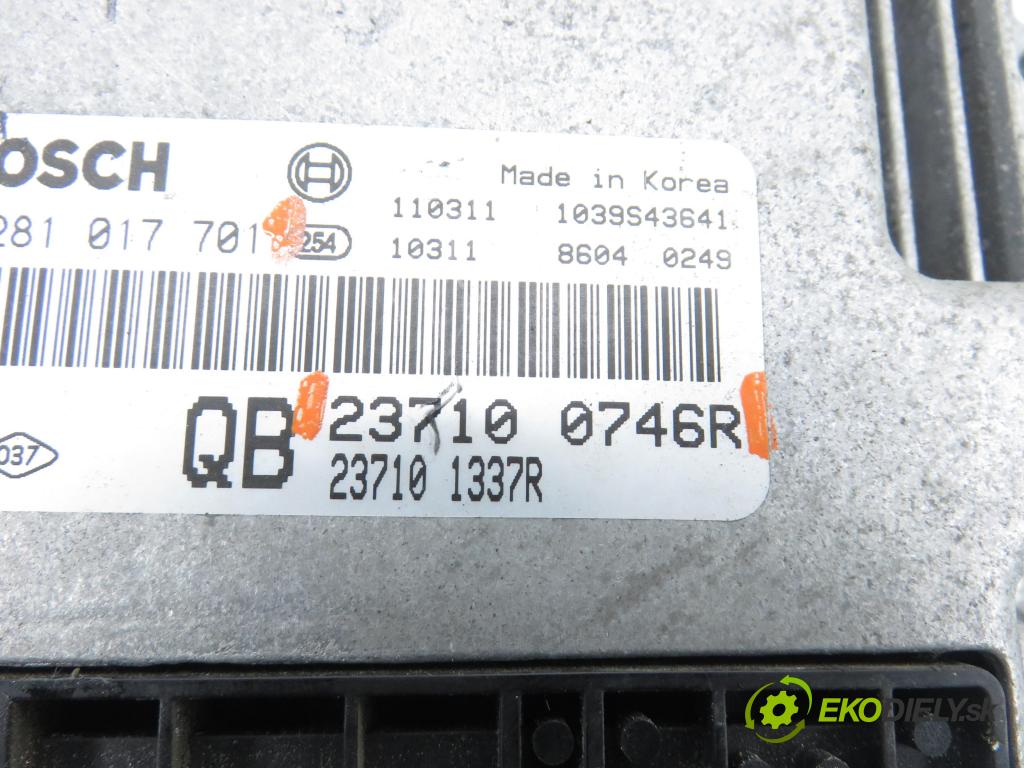 OSCH
Made in Korea
281 017 701
254
110311 1039S43641
10311 8604 0249
037
QB 23710 0746R
23710 1337R
EKODIELY.sk